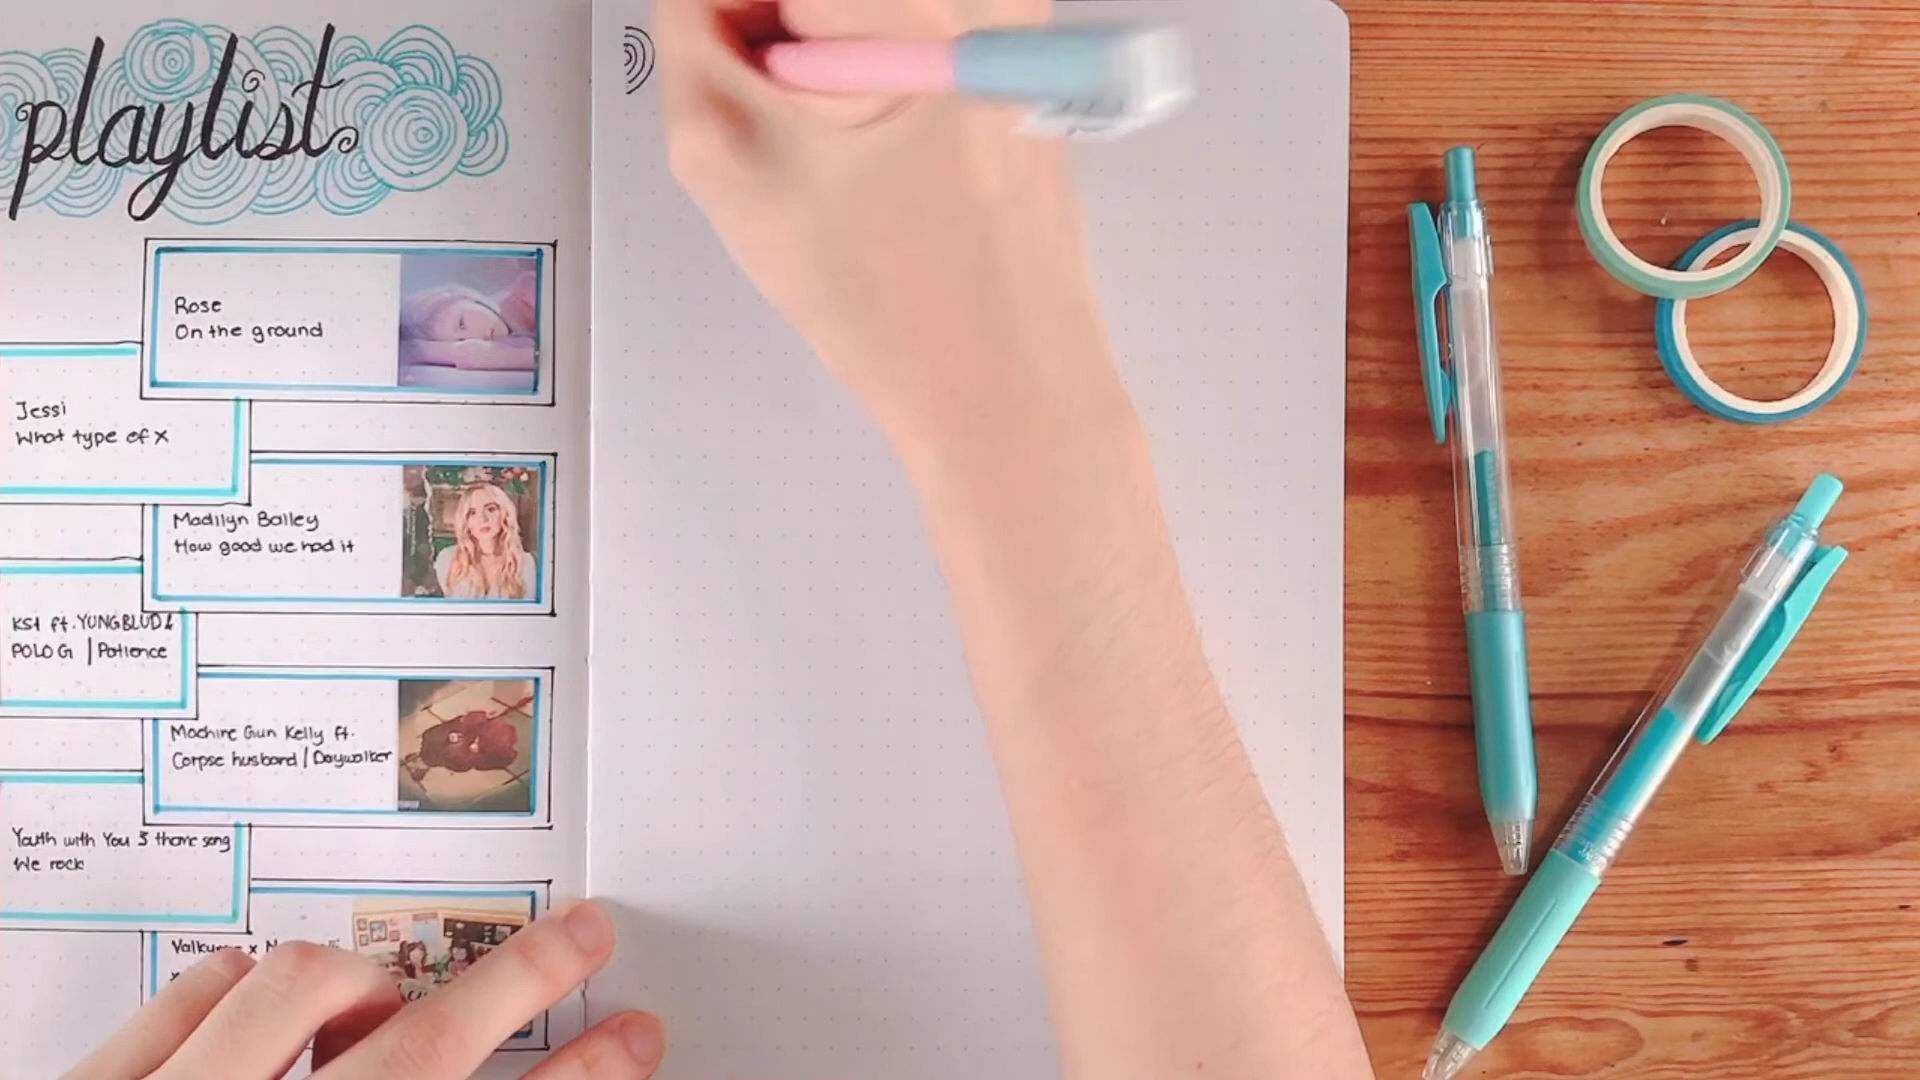 playlist
Rose
On the ground
Jessi
What type of X
Madilyn Bailey
How good we had it
KSI ft. YUNGBLUD &
POLO G | Patience
Machine Gun Kelly ft.
Corpse husband / Daywalker
Youth with You 3 theme song
We rock
x
x